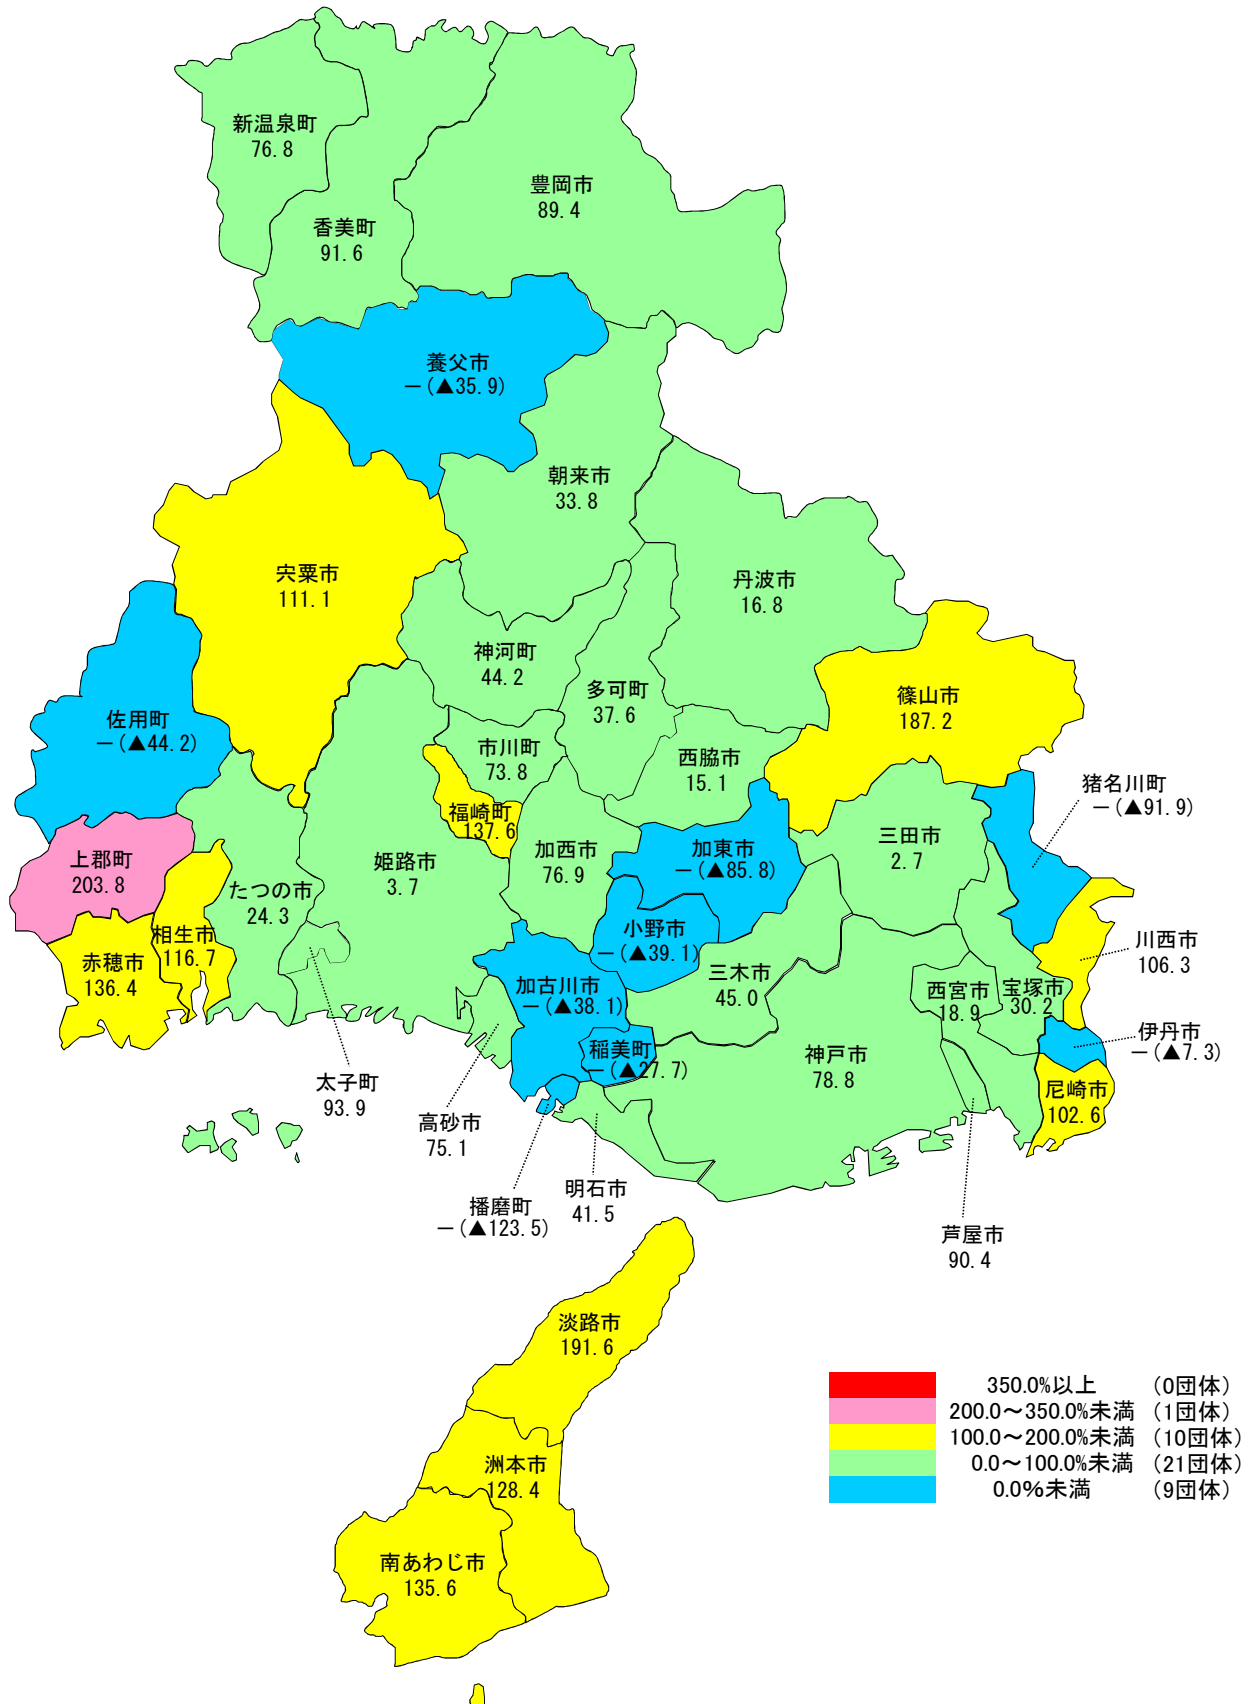 新温泉町
76.8
豊岡市
89.4
香美町
91.6
養父市
－(▲35.9)
朝来市
33.8
宍粟市
111.1
丹波市
16.8
神河町
44.2
多可町
37.6
篠山市
187.2
佐用町
－(▲44.2)
市川町
73.8
西脇市
15.1
猪名川町
－(▲91.9)
福崎町
137.6
三田市
2.7
上郡町
203.8
姫路市
3.7
加西市
76.9
加東市
－(▲85.8)
たつの市
24.3
相生市
116.7
小野市
－(▲39.1)
川西市
106.3
赤穂市
136.4
三木市
45.0
加古川市
－(▲38.1)
西宮市
18.9
宝塚市
30.2
伊丹市
－(▲7.3)
稲美町
－(▲27.7)
神戸市
78.8
太子町
93.9
尼崎市
102.6
高砂市
75.1
明石市
41.5
播磨町
－(▲123.5)
芦屋市
90.4
淡路市
191.6
洲本市
128.4
南あわじ市
135.6
350.0%以上 (0団体)
200.0～350.0%未満 (1団体)
100.0～200.0%未満 (10団体)
0.0～100.0%未満 (21団体)
0.0%未満 (9団体)